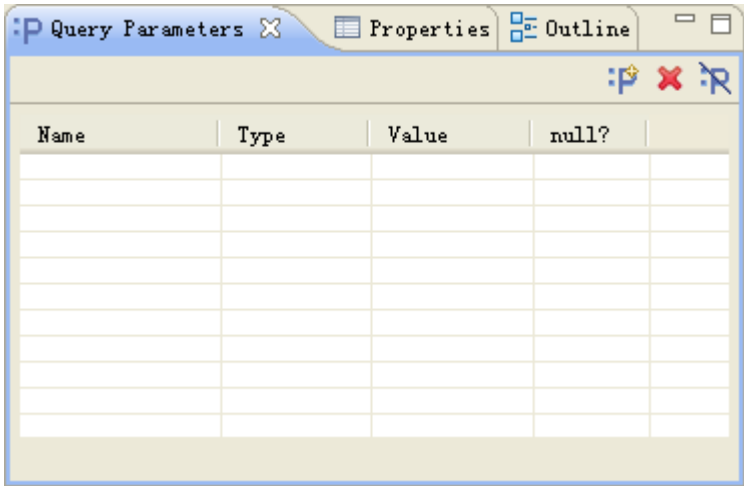 :P Query Parameters Properties Outline
:P :P
Name Type Value null?